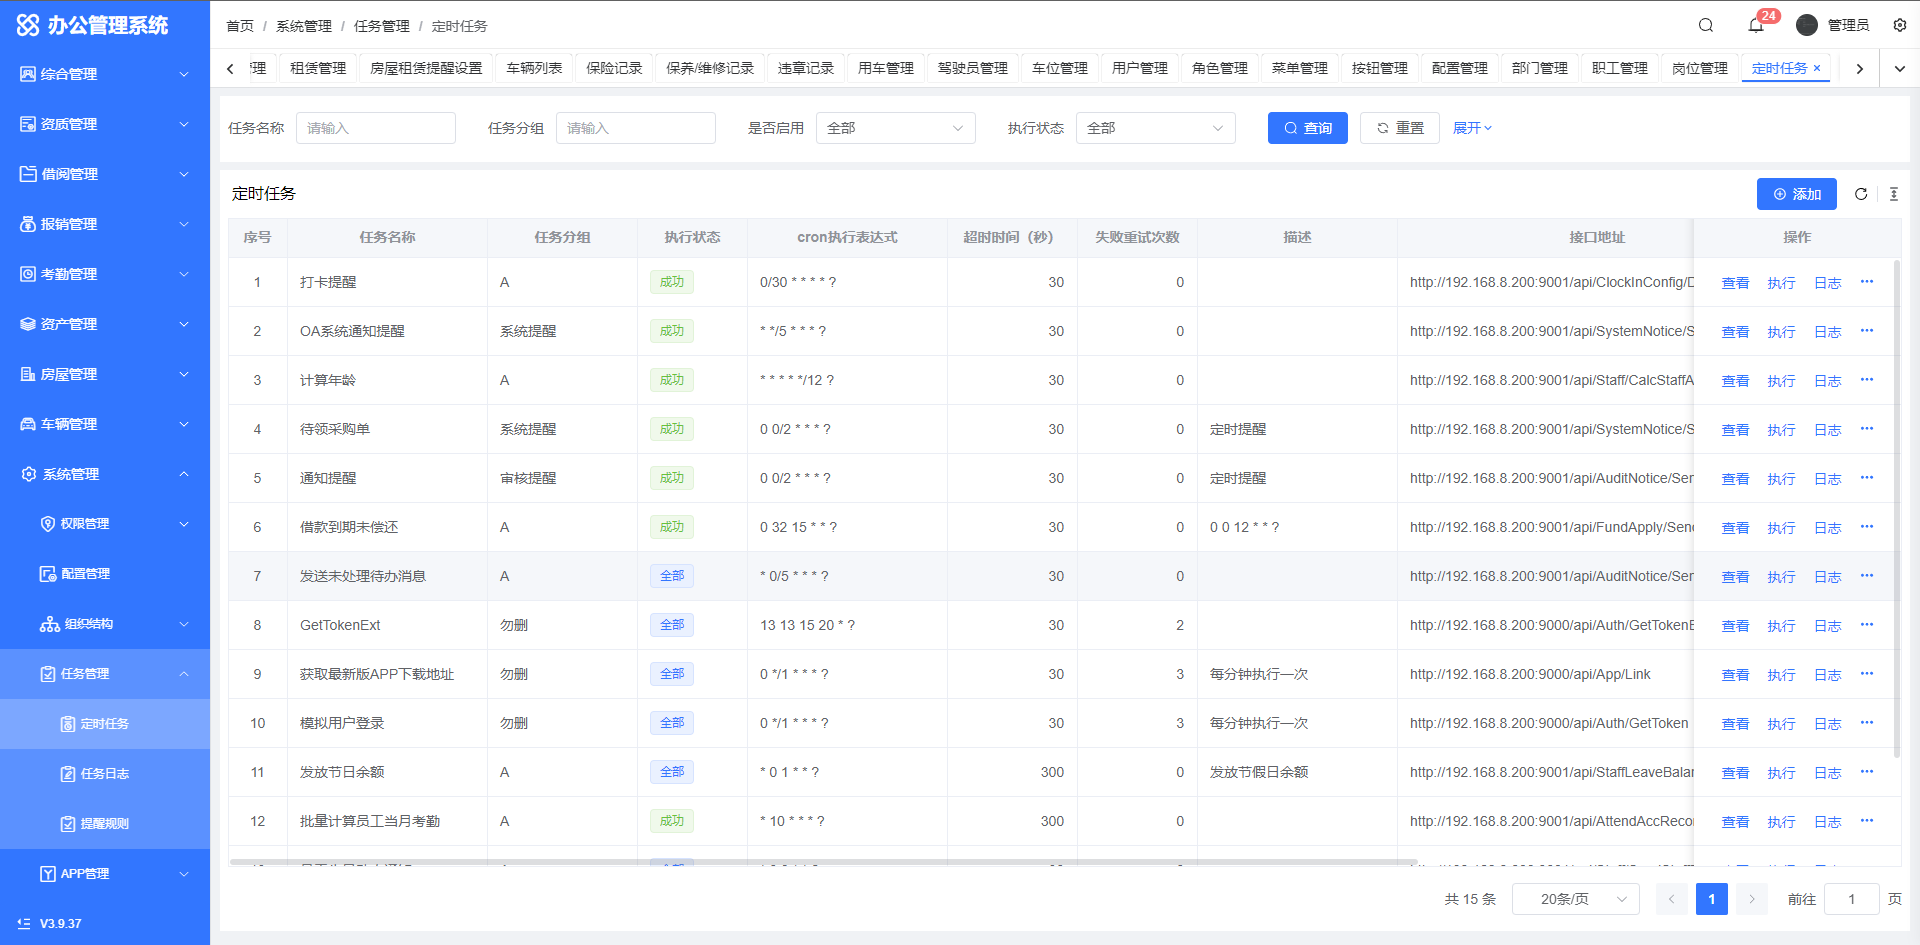 办公管理系统
首页 / 系统管理 / 任务管理 / 定时任务
24
管理员
租赁管理 房屋租赁提醒设置 车辆列表 保险记录 保养/维修记录 违章记录 用车管理 驾驶员管理 车位管理 用户管理 角色管理 菜单管理 按钮管理 配置管理 部门管理 职工管理 岗位管理 定时任务 ×
综合管理
资质管理
借阅管理
报销管理
考勤管理
资产管理
房屋管理
车辆管理
系统管理
权限管理
配置管理
组织结构
任务管理
定时任务
任务日志
提醒规则
APP管理
V3.9.37
任务名称 请输入 任务分组 请输入 是否启用 全部 执行状态 全部 查询 重置 展开
定时任务 添加
序号 任务名称 任务分组 执行状态 cron执行表达式 超时时间（秒） 失败重试次数 描述 接口地址 操作
1 打卡提醒 A 成功 0/30 * * * * ? 30 0 http://192.168.8.200:9001/api/ClockInConfig/D 查看 执行 日志 ···
2 OA系统通知提醒 系统提醒 成功 * */5 * * * ? 30 0 http://192.168.8.200:9001/api/SystemNotice/S 查看 执行 日志 ···
3 计算年龄 A 成功 * * * * */12 ? 30 0 http://192.168.8.200:9001/api/Staff/CalcStaffA 查看 执行 日志 ···
4 待领采购单 系统提醒 成功 0 0/2 * * * ? 30 0 定时提醒 http://192.168.8.200:9001/api/SystemNotice/S 查看 执行 日志 ···
5 通知提醒 审核提醒 成功 0 0/2 * * * ? 30 0 定时提醒 http://192.168.8.200:9001/api/AuditNotice/Ser 查看 执行 日志 ···
6 借款到期未偿还 A 成功 0 32 15 * * ? 30 0 0 0 12 * * ? http://192.168.8.200:9001/api/FundApply/Send 查看 执行 日志 ···
7 发送未处理待办消息 A 全部 * 0/5 * * * ? 30 0 http://192.168.8.200:9001/api/AuditNotice/Ser 查看 执行 日志 ···
8 GetTokenExt 勿删 全部 13 13 15 20 * ? 30 2 http://192.168.8.200:9000/api/Auth/GetTokenE 查看 执行 日志 ···
9 获取最新版APP下载地址 勿删 全部 0 */1 * * * ? 30 3 每分钟执行一次 http://192.168.8.200:9000/api/App/Link 查看 执行 日志 ···
10 模拟用户登录 勿删 全部 0 */1 * * * ? 30 3 每分钟执行一次 http://192.168.8.200:9000/api/Auth/GetToken 查看 执行 日志 ···
11 发放节日余额 A 全部 * 0 1 * * ? 300 0 发放节假日余额 http://192.168.8.200:9001/api/StaffLeaveBalar 查看 执行 日志 ···
12 批量计算员工当月考勤 A 成功 * 10 * * * ? 300 0 http://192.168.8.200:9001/api/AttendAccReco 查看 执行 日志 ···
共 15 条 20条/页 1 前往 1 页